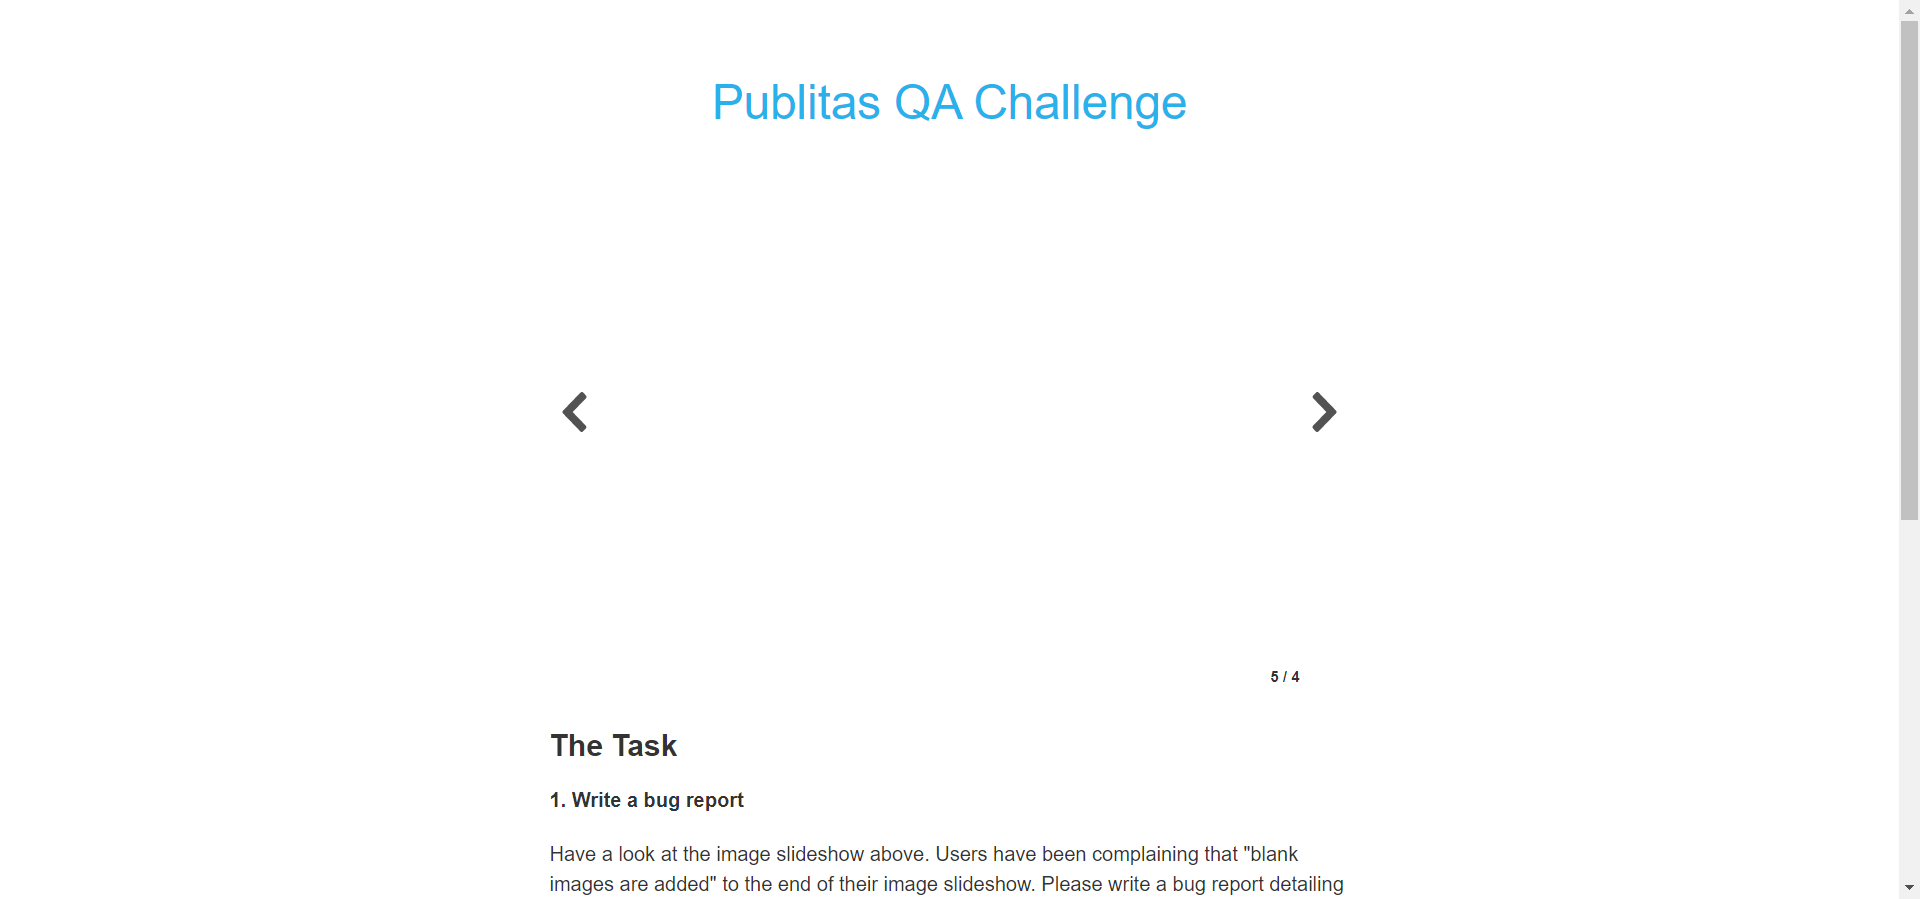 Publitas QA Challenge
5 / 4
The Task
1. Write a bug report
Have a look at the image slideshow above. Users have been complaining that "blank
images are added" to the end of their image slideshow. Please write a bug report detailing